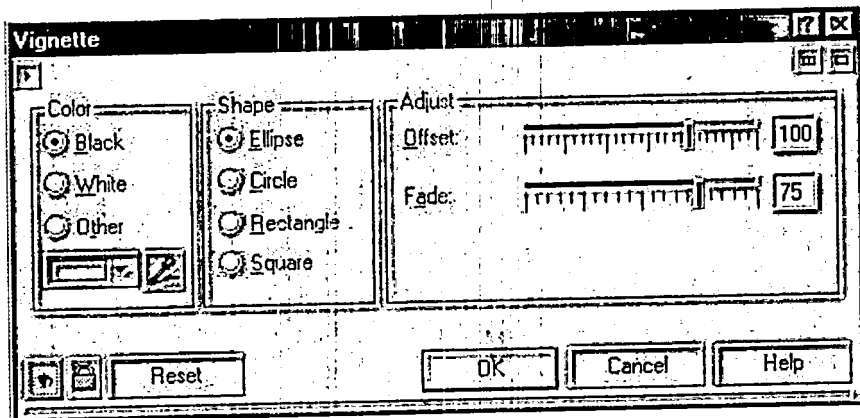 Vignette
Color
Black
White
Other
Shape
Ellipse
Circle
Rectangle
Square
Adjust
Offset: 100
Fade: 75
Reset
OK
Cancel
Help